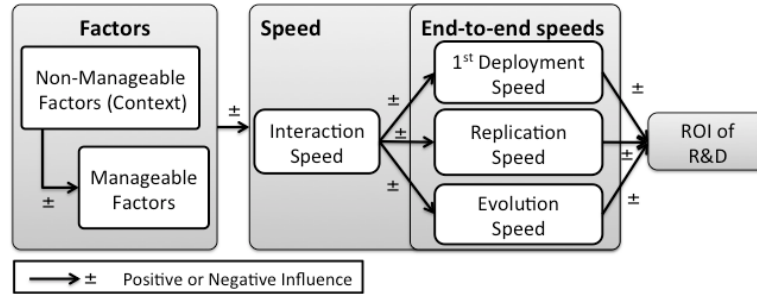 Factors
Non-Manageable
Factors (Context)
±
Manageable
Factors
±
Speed
Interaction
Speed
±
±
±
End-to-end speeds
1st Deployment
Speed
Replication
Speed
Evolution
Speed
±
±
±
ROI of
R&D
± Positive or Negative Influence